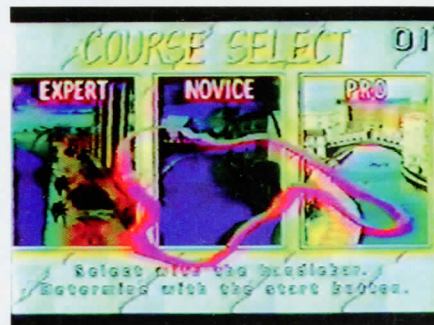 COURSE SELECT 01
EXPERT NOVICE PRO
Select with the handlebar.
Determine with the start button.